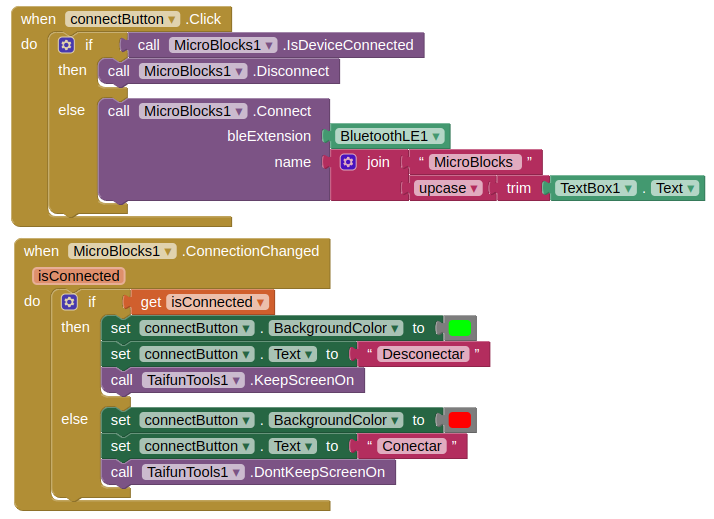 when connectButton ▾ .Click
do if call MicroBlocks1 ▾ .IsDeviceConnected
then call MicroBlocks1 ▾ .Disconnect
else call MicroBlocks1 ▾ .Connect
bleExtension BluetoothLE1 ▾
name join “ MicroBlocks ”
upcase ▾ trim TextBox1 ▾ . Text ▾
when MicroBlocks1 ▾ .ConnectionChanged
isConnected
do if get isConnected ▾
then set connectButton ▾ . BackgroundColor ▾ to
set connectButton ▾ . Text ▾ to “ Desconectar ”
call TaifunTools1 ▾ .KeepScreenOn
else set connectButton ▾ . BackgroundColor ▾ to
set connectButton ▾ . Text ▾ to “ Conectar ”
call TaifunTools1 ▾ .DontKeepScreenOn